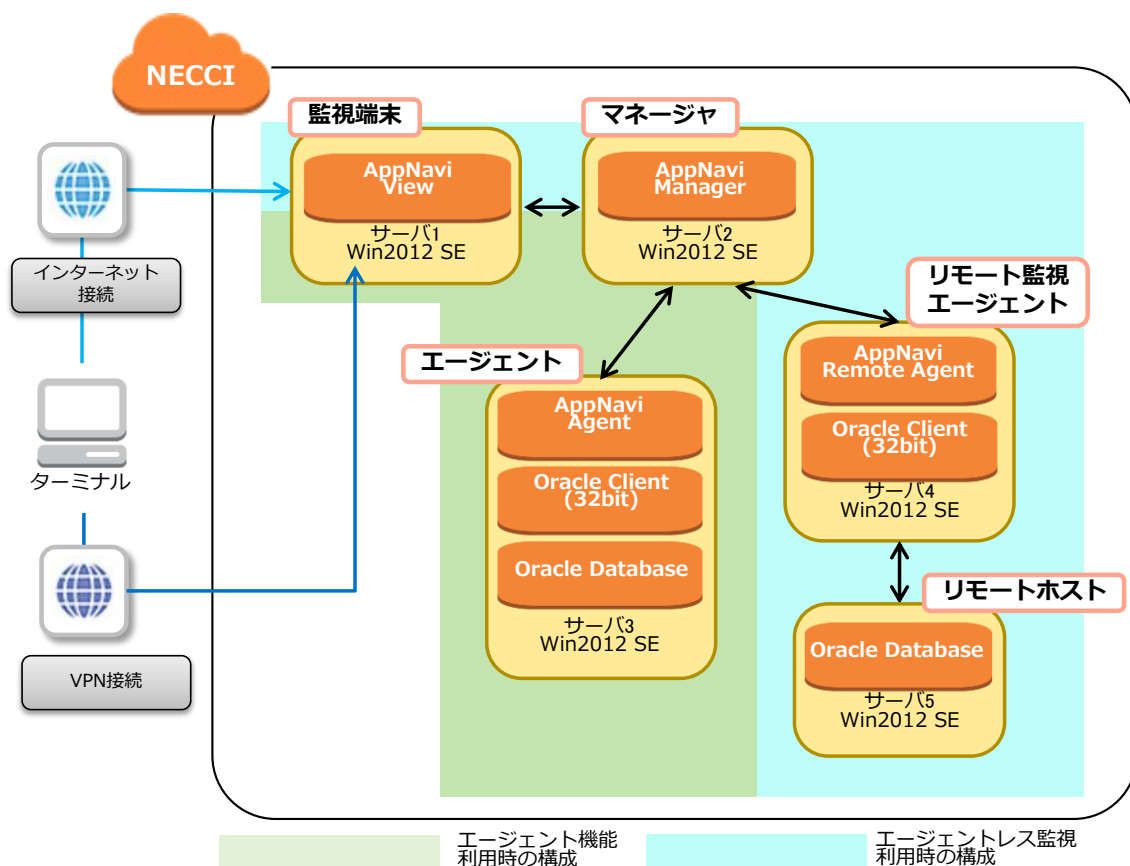 NECCI
監視端末
マネージャ
AppNavi
View
サーバ1
Win2012 SE
AppNavi
Manager
サーバ2
Win2012 SE
インターネット
接続
リモート監視
エージェント
エージェント
AppNavi
Remote Agent
Oracle Client
(32bit)
サーバ4
Win2012 SE
AppNavi
Agent
Oracle Client
(32bit)
Oracle Database
サーバ3
Win2012 SE
ターミナル
リモートホスト
Oracle Database
サーバ5
Win2012 SE
VPN接続
エージェント機能
利用時の構成
エージェントレス監視
利用時の構成